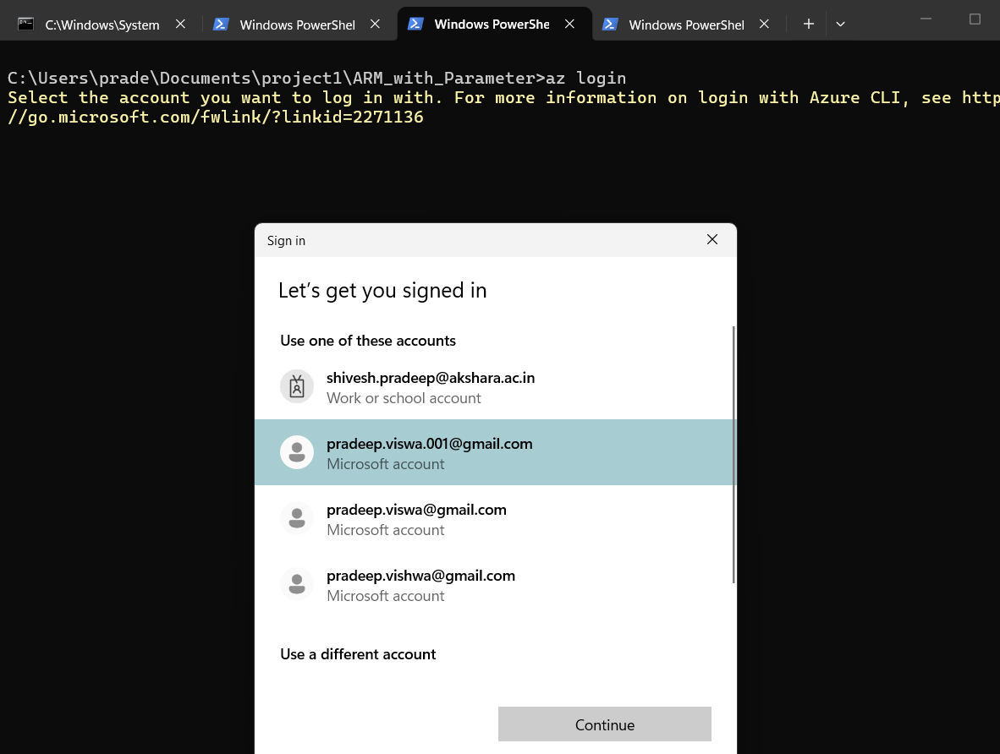 C:\Windows\System
Windows PowerShel
Windows PowerShe
Windows PowerShel
C:\Users\prade\Documents\project1\ARM_with_Parameter>az login
Select the account you want to log in with. For more information on login with Azure CLI, see http
//go.microsoft.com/fwlink/?linkid=2271136
Sign in
Let's get you signed in
Use one of these accounts
shivesh.pradeep@akshara.ac.in
Work or school account
pradeep.viswa.001@gmail.com
Microsoft account
pradeep.viswa@gmail.com
Microsoft account
pradeep.vishwa@gmail.com
Microsoft account
Use a different account
Continue